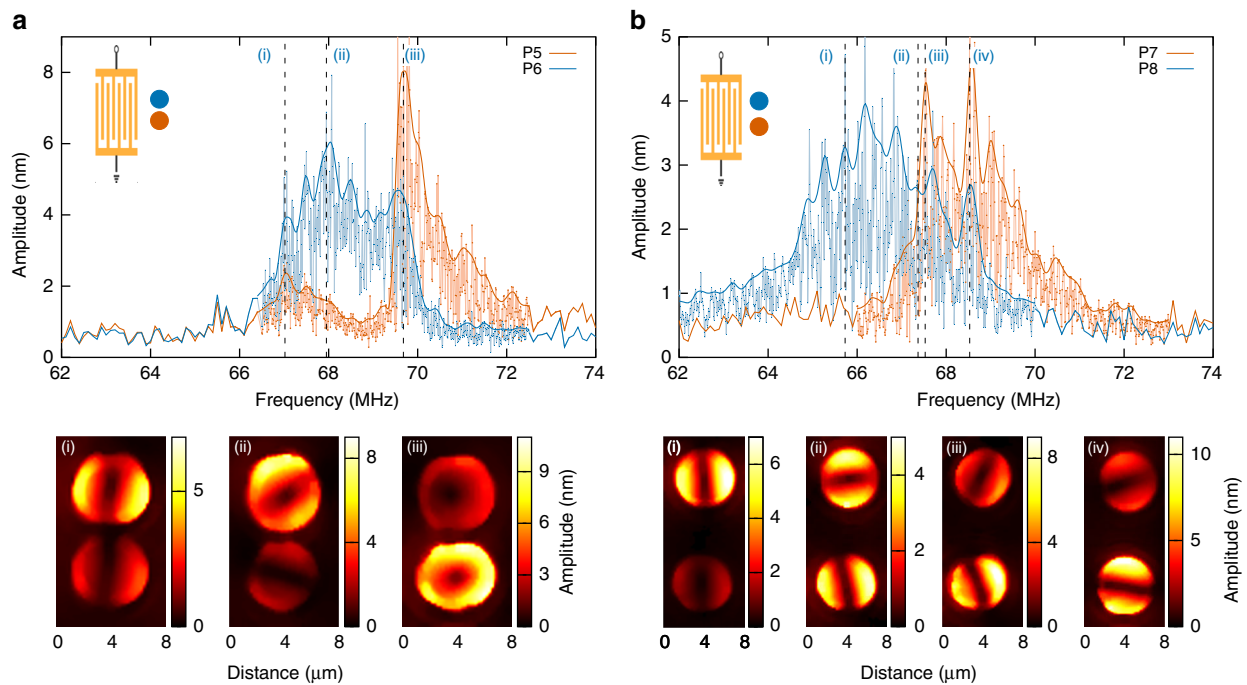 a
(i)
(ii)
(iii)
P5
P6
8
6
4
2
0
Amplitude (nm)
62
64
66
68
70
72
74
Frequency (MHz)
b
(i)
(ii)
(iii)
(iv)
P7
P8
5
4
3
2
1
0
Amplitude (nm)
62
64
66
68
70
72
74
Frequency (MHz)
(i)
5
0
(ii)
8
4
0
(iii)
9
6
3
0
Amplitude (nm)
0
4
8
0
4
8
0
4
8
Distance (μm)
(i)
6
4
2
0
(ii)
4
2
0
(iii)
8
4
0
(iv)
10
5
0
Amplitude (nm)
0
4
8
0
4
8
0
4
8
0
4
8
Distance (μm)